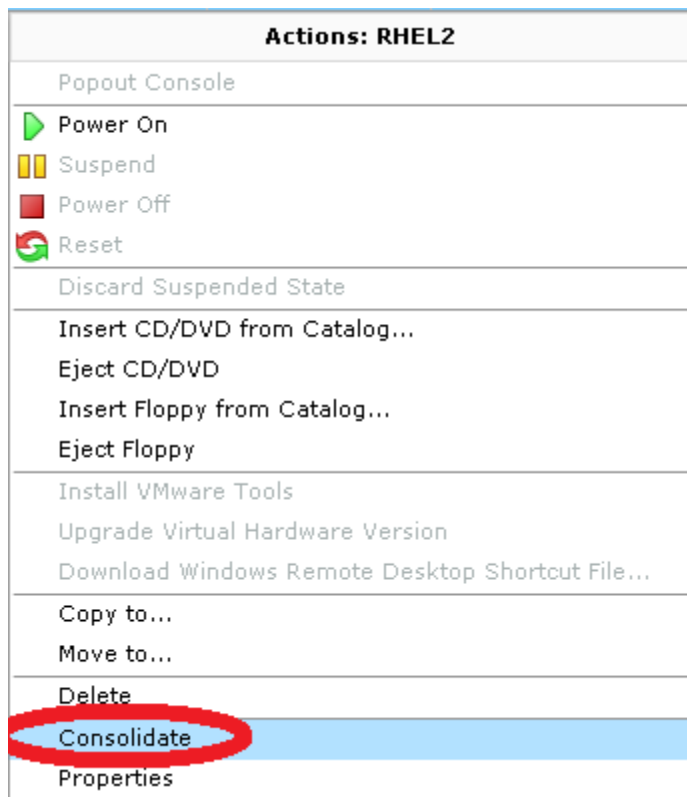 Actions: RHEL2
Popout Console
Power On
Suspend
Power Off
Reset
Discard Suspended State
Insert CD/DVD from Catalog...
Eject CD/DVD
Insert Floppy from Catalog...
Eject Floppy
Install VMware Tools
Upgrade Virtual Hardware Version
Download Windows Remote Desktop Shortcut File...
Copy to...
Move to...
Delete
Consolidate
Properties